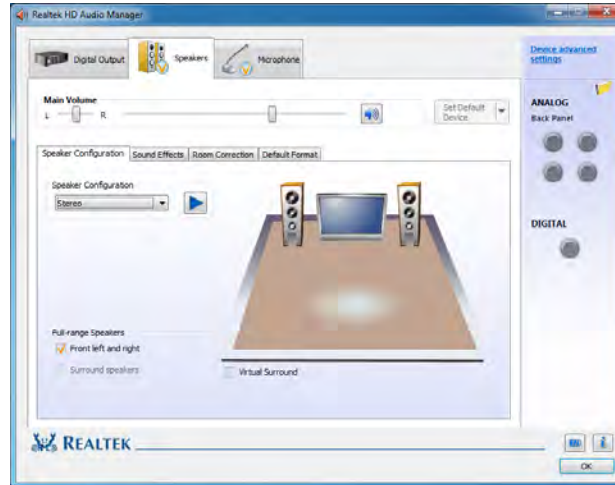 Realtek HD Audio Manager
Digital Output
Speakers
Microphone
Device advanced
settings
Main Volume
L
R
Set Default
Device
ANALOG
Back Panel
Speaker Configuration
Sound Effects
Room Correction
Default Format
Speaker Configuration
Stereo
DIGITAL
Full-range Speakers
Front left and right
Surround speakers
Virtual Surround
REALTEK
OK